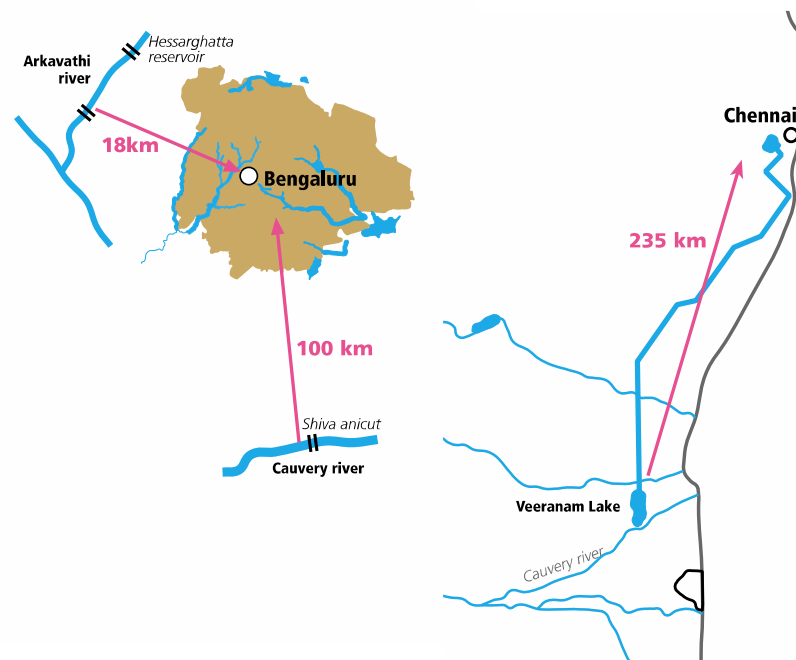 Hessarghatta
reservoir
Arkavathi
river
18km
Bengaluru
100 km
Shiva anicut
Cauvery river
Chennai
235 km
Veeranam Lake
Cauvery river